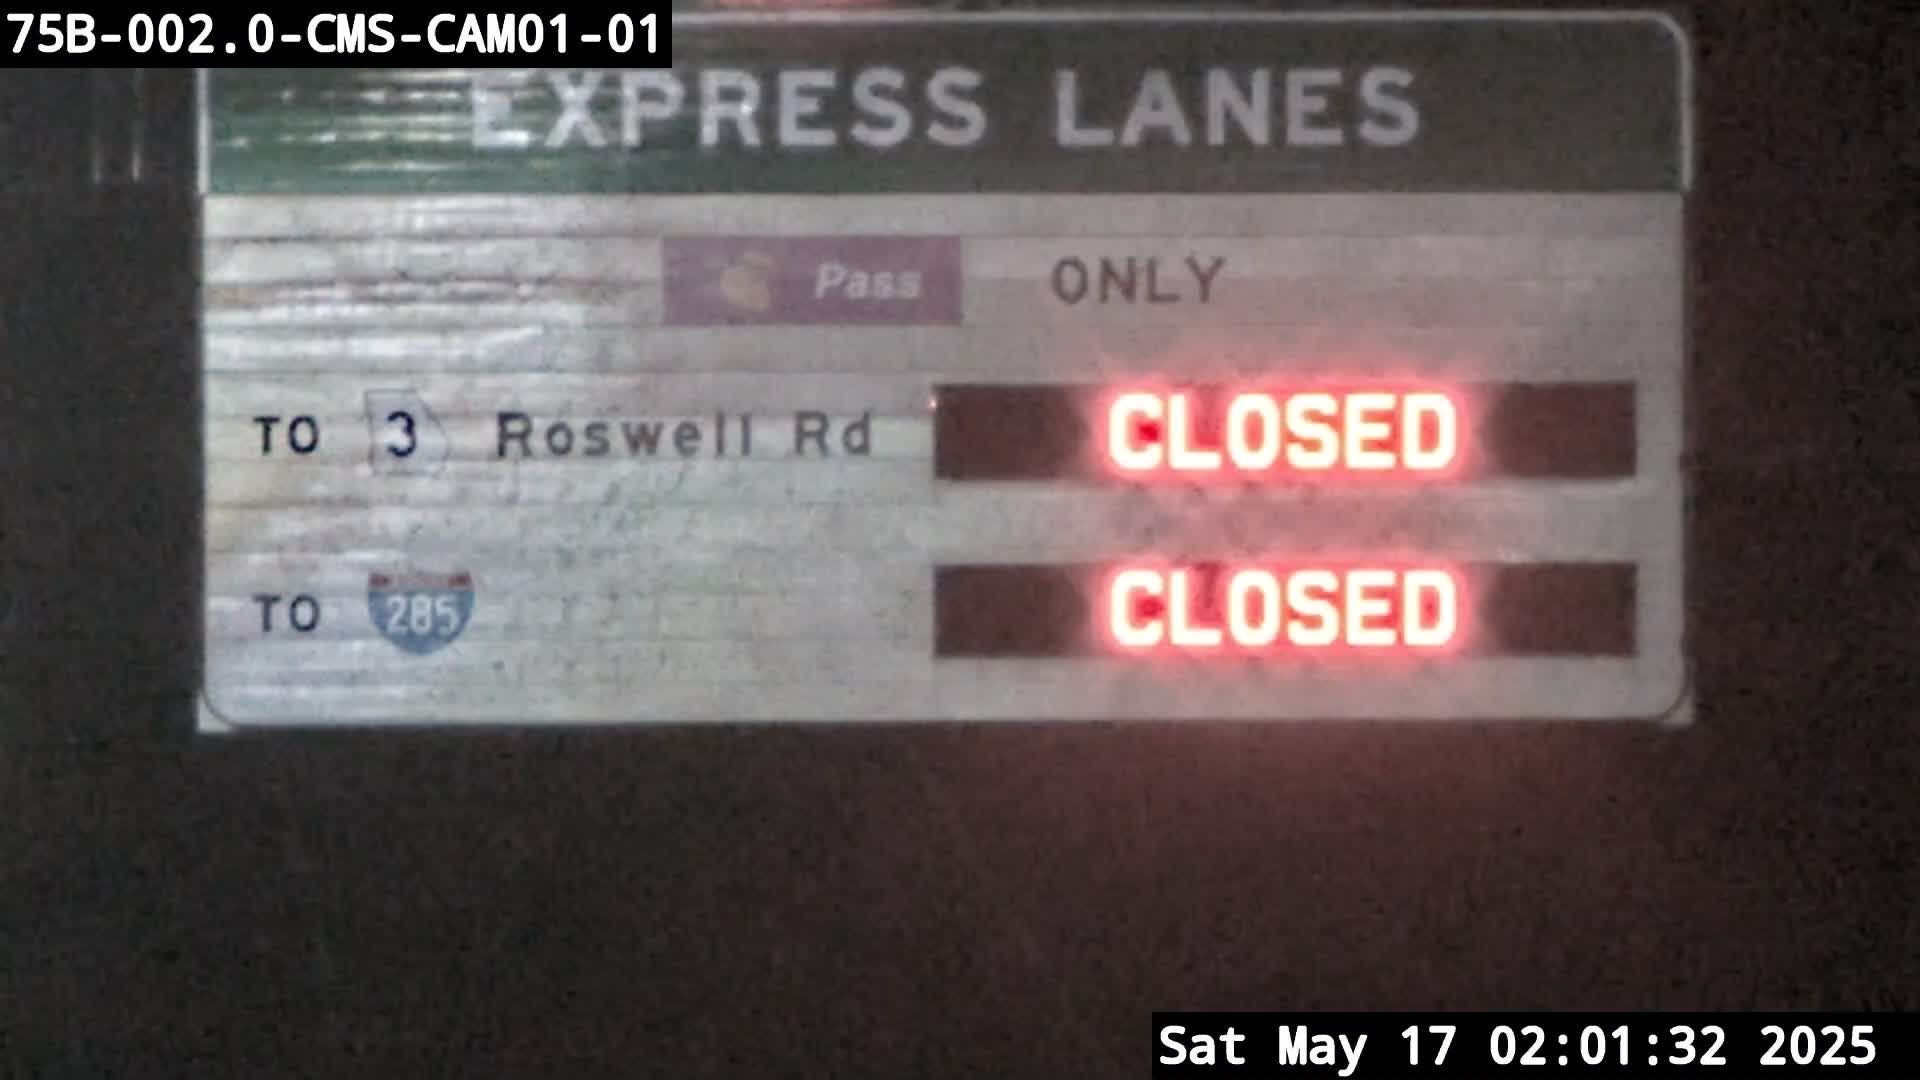 75B-002.0-CMS-CAM01-01
EXPRESS LANES
Pass ONLY
TO 3 Roswell Rd CLOSED
TO 285 CLOSED
Sat May 17 02:01:32 2025